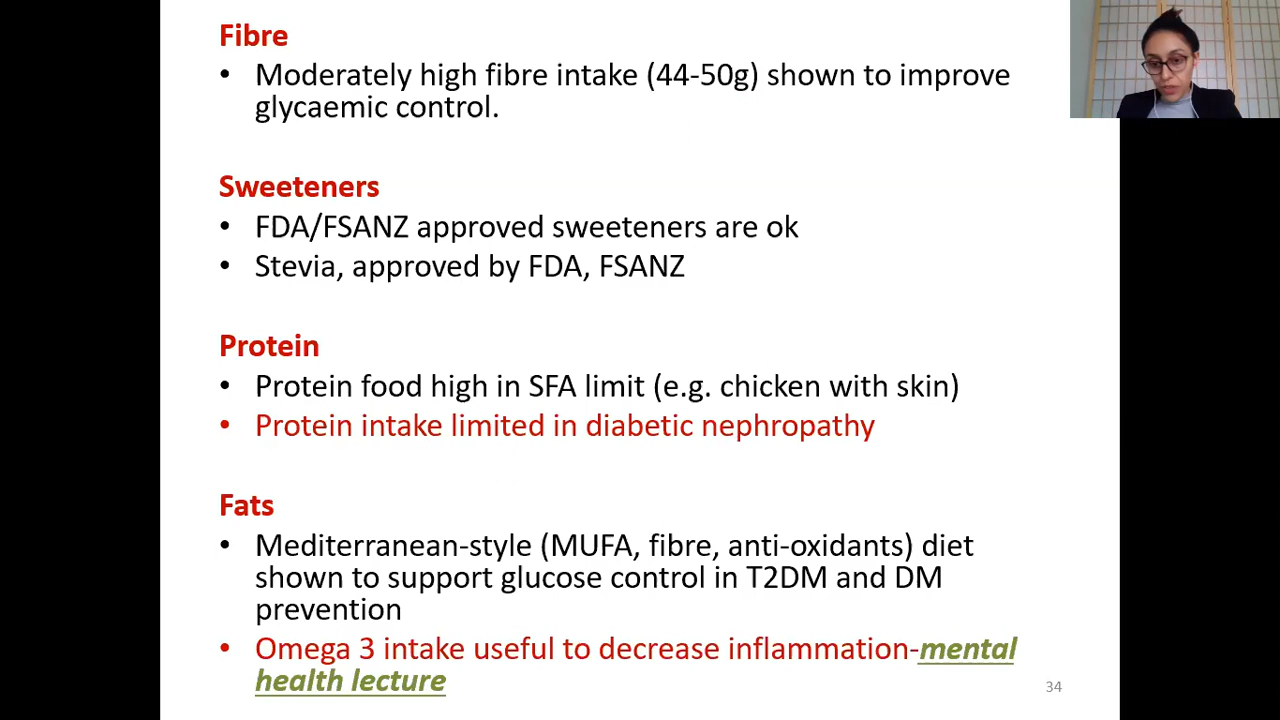 Fibre
• Moderately high fibre intake (44-50g) shown to improve
glycaemic control.
Sweeteners
• FDA/FSANZ approved sweeteners are ok
• Stevia, approved by FDA, FSANZ
Protein
• Protein food high in SFA limit (e.g. chicken with skin)
• Protein intake limited in diabetic nephropathy
Fats
• Mediterranean-style (MUFA, fibre, anti-oxidants) diet
shown to support glucose control in T2DM and DM
prevention
• Omega 3 intake useful to decrease inflammation-mental
health lecture
34